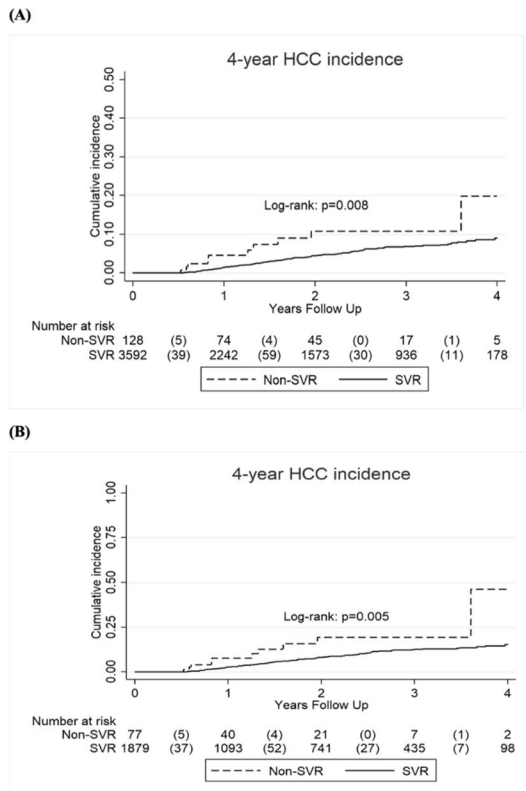 (A)
4-year HCC incidence
Cumulative incidence
0.50
0.40
0.30
0.20
0.10
0.00
Log-rank: p=0.008
0 1 2 3 4
Years Follow Up
Number at risk
Non-SVR 128 (5) 74 (4) 45 (0) 17 (1) 5
SVR 3592 (39) 2242 (59) 1573 (30) 936 (11) 178
Non-SVR SVR
(B)
4-year HCC incidence
Cumulative incidence
1.00
0.75
0.50
0.25
0.00
Log-rank: p=0.005
0 1 2 3 4
Years Follow Up
Number at risk
Non-SVR 77 (5) 40 (4) 21 (0) 7 (1) 2
SVR 1879 (37) 1093 (52) 741 (27) 435 (7) 98
Non-SVR SVR